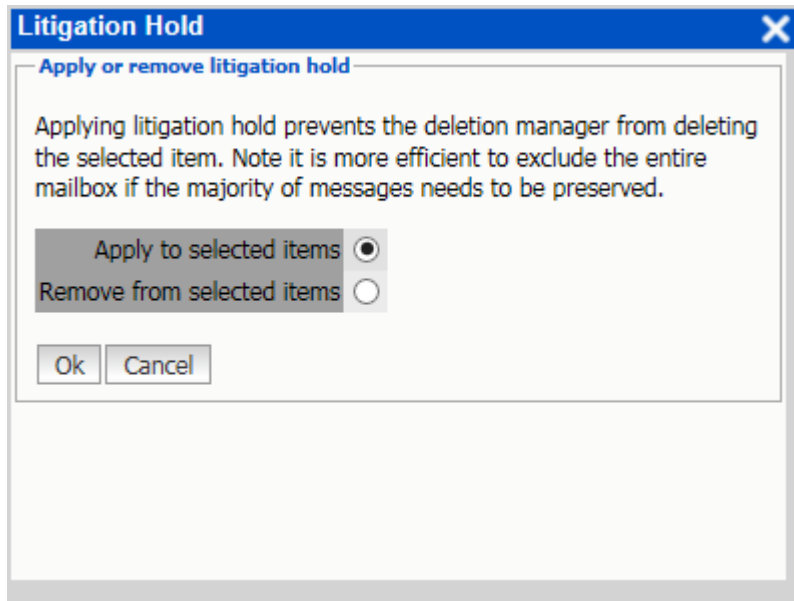 Litigation Hold
Apply or remove litigation hold
Applying litigation hold prevents the deletion manager from deleting
the selected item. Note it is more efficient to exclude the entire
mailbox if the majority of messages needs to be preserved.
Apply to selected items
Remove from selected items
Ok Cancel